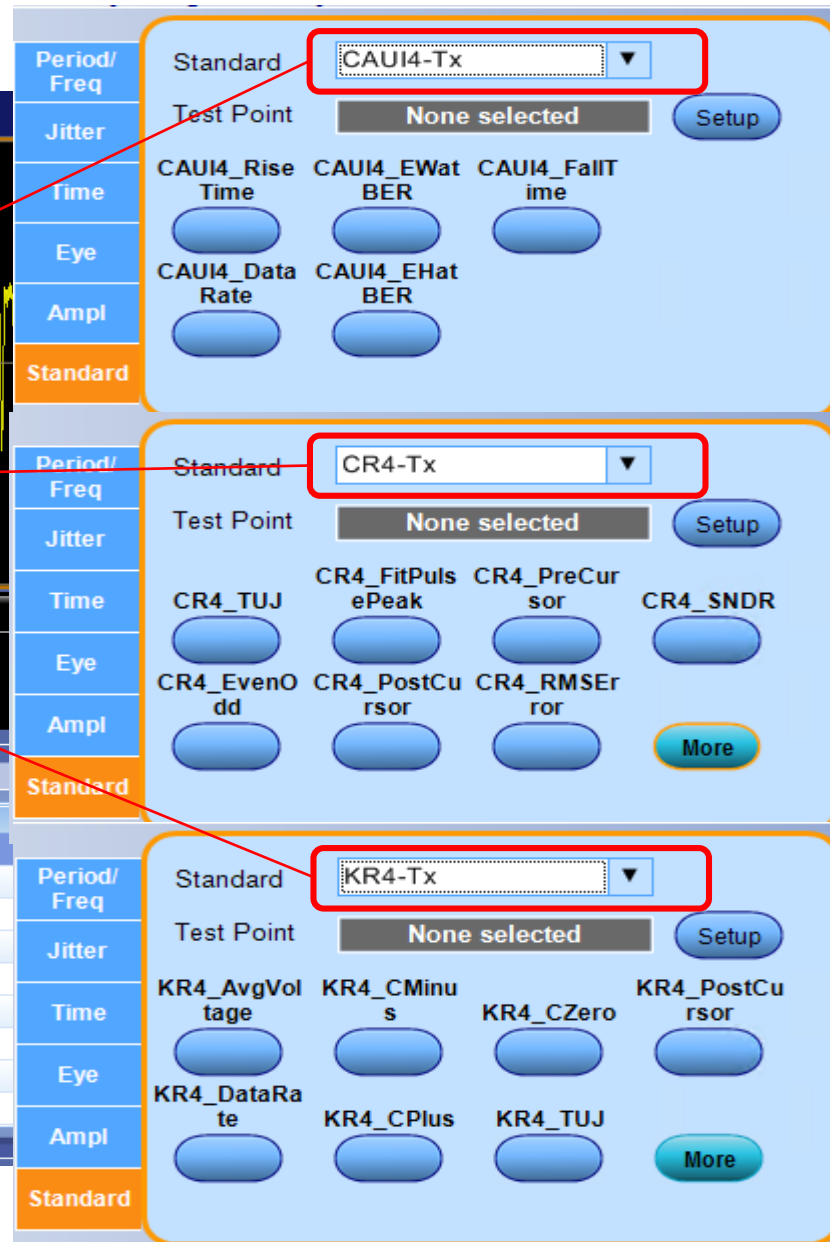 Period/
Freq
Jitter
Time
Eye
Ampl
Standard
Standard
CAUI4-Tx
Test Point
None selected
Setup
CAUI4_Rise CAUI4_EWat CAUI4_FallT
Time BER ime
CAUI4_Data CAUI4_EHat
Rate BER
Period/
Freq
Jitter
Time
Eye
Ampl
Standard
Standard
CR4-Tx
Test Point
None selected
Setup
CR4_FitPuls CR4_PreCur
CR4_TUJ ePeak sor CR4_SNDR
CR4_EvenO CR4_PostCu CR4_RMSEr
dd rsor ror
More
Period/
Freq
Jitter
Time
Eye
Ampl
Standard
Standard
KR4-Tx
Test Point
None selected
Setup
KR4_AvgVol KR4_CMinu KR4_PostCu
tage s KR4_CZero rsor
KR4_DataRa
te KR4_CPlus KR4_TUJ
More